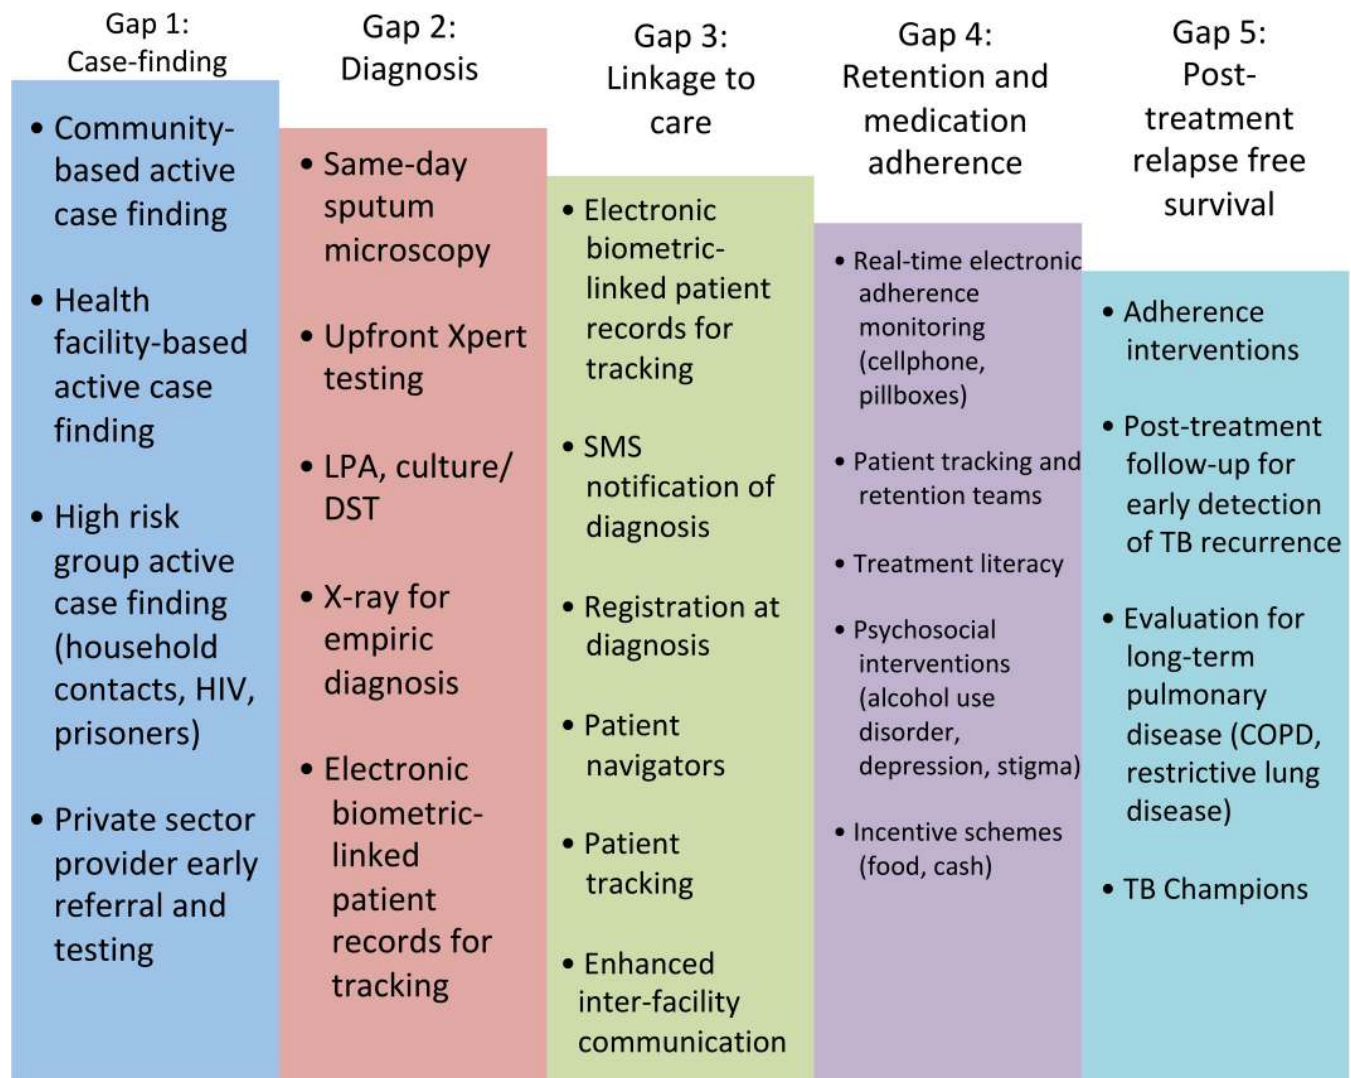 Gap 1:
Case-finding
• Community-
based active
case finding
• Health
facility-based
active case
finding
• High risk
group active
case finding
(household
contacts, HIV,
prisoners)
• Private sector
provider early
referral and
testing
Gap 2:
Diagnosis
• Same-day
sputum
microscopy
• Upfront Xpert
testing
• LPA, culture/
DST
• X-ray for
empiric
diagnosis
• Electronic
biometric-
linked
patient
records for
tracking
Gap 3:
Linkage to
care
• Electronic
biometric-
linked patient
records for
tracking
• SMS
notification of
diagnosis
• Registration at
diagnosis
• Patient
navigators
• Patient
tracking
• Enhanced
inter-facility
communication
Gap 4:
Retention and
medication
adherence
• Real-time electronic
adherence
monitoring
(cellphone,
pillboxes)
• Patient tracking and
retention teams
• Treatment literacy
• Psychosocial
interventions
(alcohol use
disorder,
depression, stigma)
• Incentive schemes
(food, cash)
Gap 5:
Post-
treatment
relapse free
survival
• Adherence
interventions
• Post-treatment
follow-up for
early detection
of TB recurrence
• Evaluation for
long-term
pulmonary
disease (COPD,
restrictive lung
disease)
• TB Champions